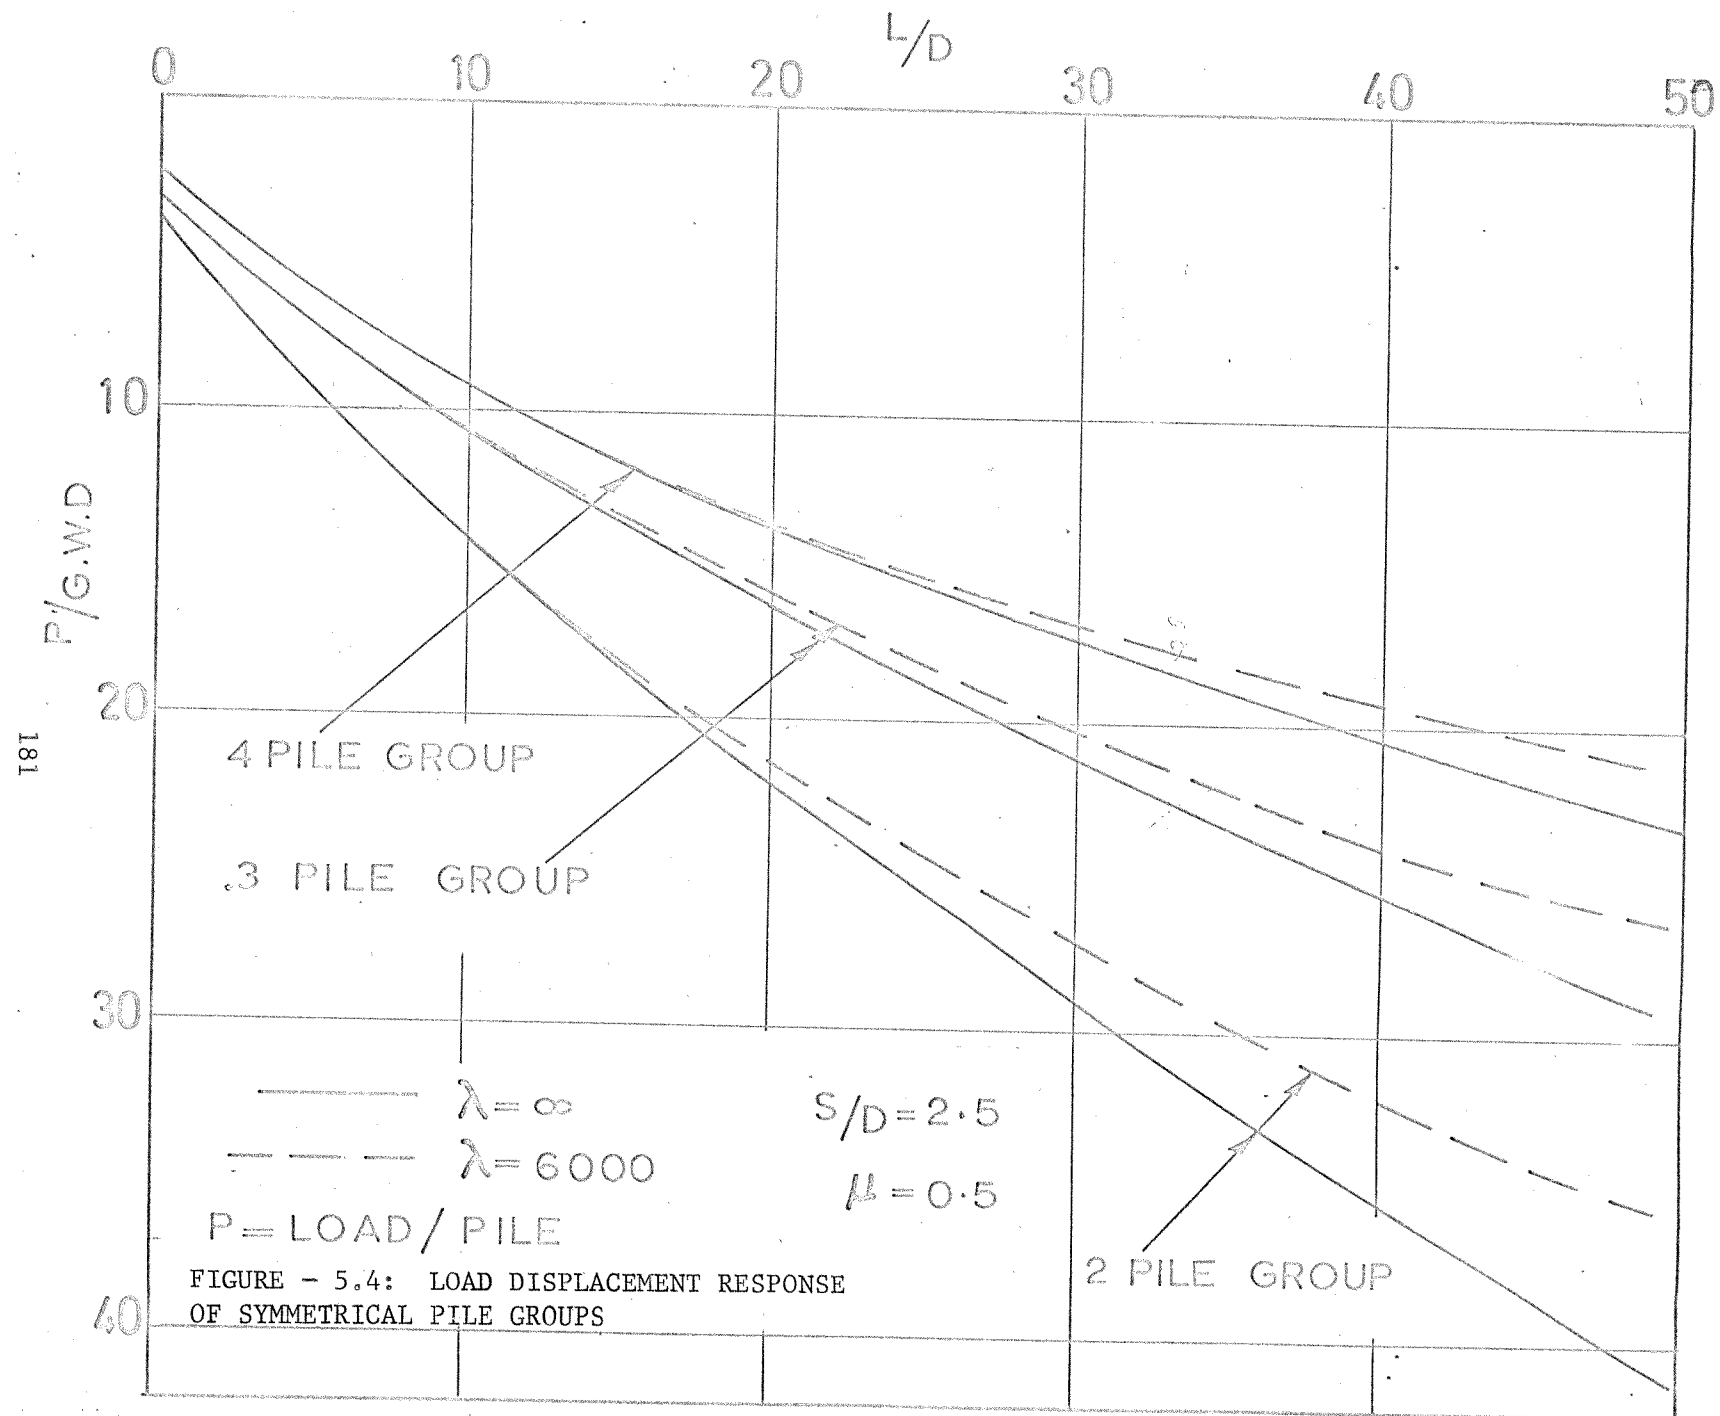 L/D
0 10 20 30 40 50
10
P/G.W.D
20
181
4 PILE GROUP
.3 PILE GROUP
30
λ = ∞
S/D = 2.5
λ = 6000
μ = 0.5
P = LOAD / PILE
2 PILE GROUP
FIGURE - 5.4: LOAD DISPLACEMENT RESPONSE
OF SYMMETRICAL PILE GROUPS
40